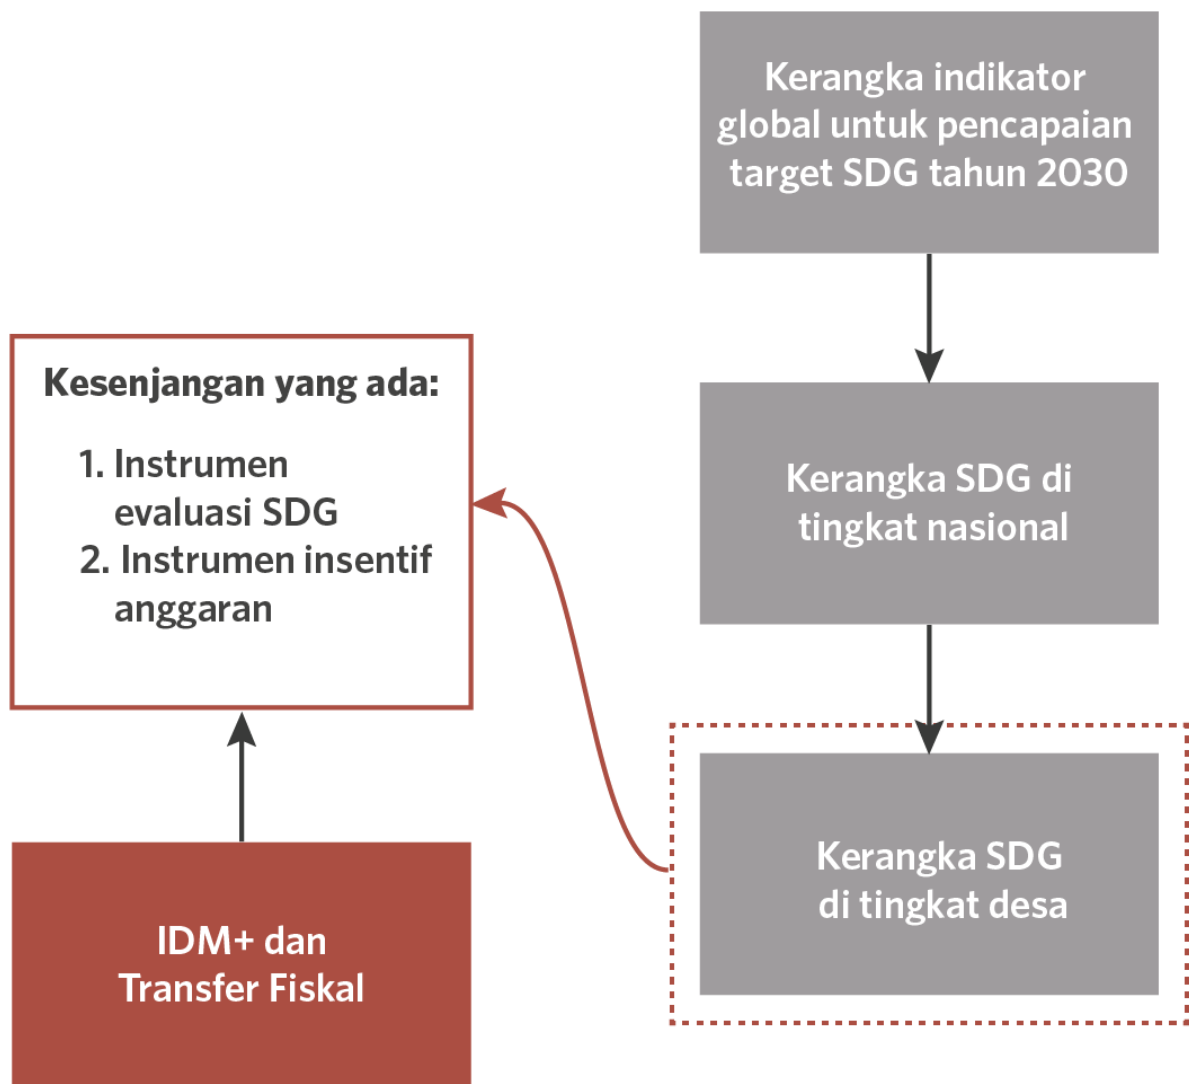 Kerangka indikator
global untuk pencapaian
target SDG tahun 2030
Kerangka SDG di
tingkat nasional
Kerangka SDG
di tingkat desa
Kesenjangan yang ada:
1. Instrumen
evaluasi SDG
2. Instrumen insentif
anggaran
IDM+ dan
Transfer Fiskal